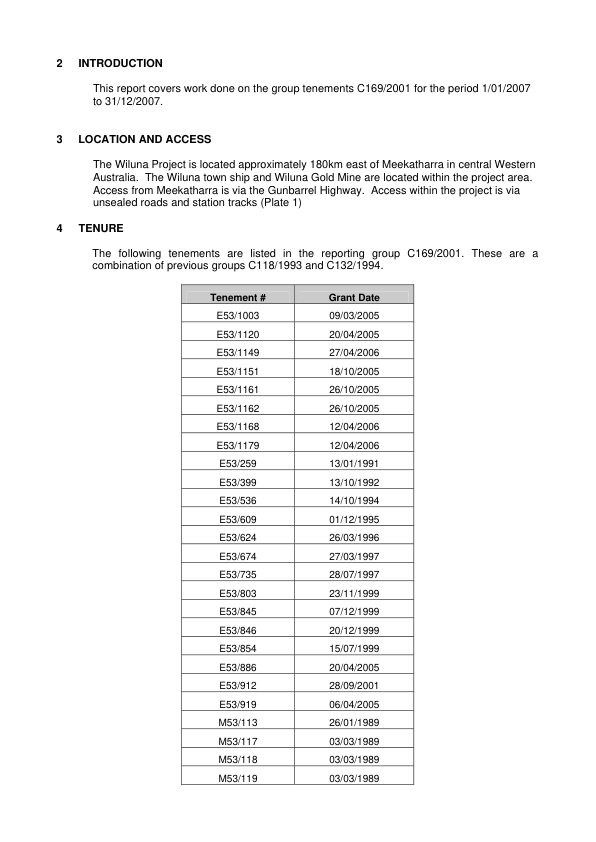 2 INTRODUCTION
This report covers work done on the group tenements C169/2001 for the period 1/01/2007
to 31/12/2007.
3 LOCATION AND ACCESS
The Wiluna Project is located approximately 180km east of Meekatharra in central Western
Australia. The Wiluna town ship and Wiluna Gold Mine are located within the project area.
Access from Meekatharra is via the Gunbarrel Highway. Access within the project is via
unsealed roads and station tracks (Plate 1)
4 TENURE
The following tenements are listed in the reporting group C169/2001. These are a
combination of previous groups C118/1993 and C132/1994.
Tenement # Grant Date
E53/1003 09/03/2005
E53/1120 20/04/2005
E53/1149 27/04/2006
E53/1151 18/10/2005
E53/1161 26/10/2005
E53/1162 26/10/2005
E53/1168 12/04/2006
E53/1179 12/04/2006
E53/259 13/01/1991
E53/399 13/10/1992
E53/536 14/10/1994
E53/609 01/12/1995
E53/624 26/03/1996
E53/674 27/03/1997
E53/735 28/07/1997
E53/803 23/11/1999
E53/845 07/12/1999
E53/846 20/12/1999
E53/854 15/07/1999
E53/886 20/04/2005
E53/912 28/09/2001
E53/919 06/04/2005
M53/113 26/01/1989
M53/117 03/03/1989
M53/118 03/03/1989
M53/119 03/03/1989